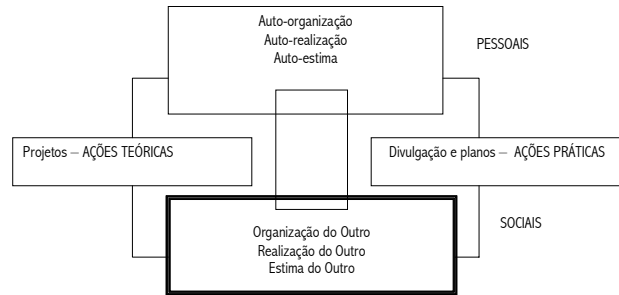 Auto-organização
Auto-realização
Auto-estima
PESSOAIS
Projetos – AÇÕES TEÓRICAS
Divulgação e planos – AÇÕES PRÁTICAS
SOCIAIS
Organização do Outro
Realização do Outro
Estima do Outro